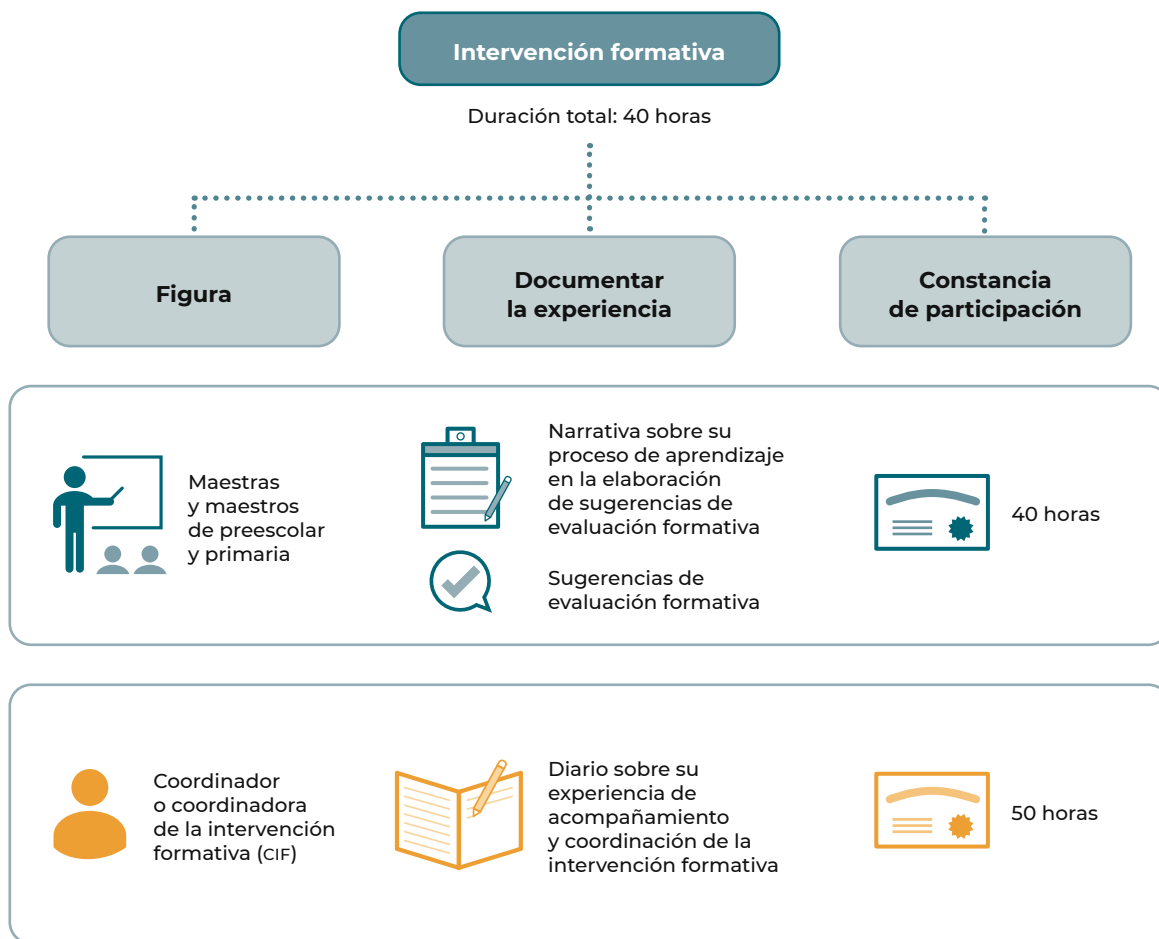 Intervención formativa
Duración total: 40 horas
Figura
Documentar
la experiencia
Constancia
de participación
Maestras
y maestros
de preescolar
y primaria
Narrativa sobre su
proceso de aprendizaje
en la elaboración
de sugerencias de
evaluación formativa
Sugerencias de
evaluación formativa
40 horas
Coordinador
o coordinadora
de la intervención
formativa (CIF)
Diario sobre su
experiencia de
acompañamiento
y coordinación de la
intervención formativa
50 horas